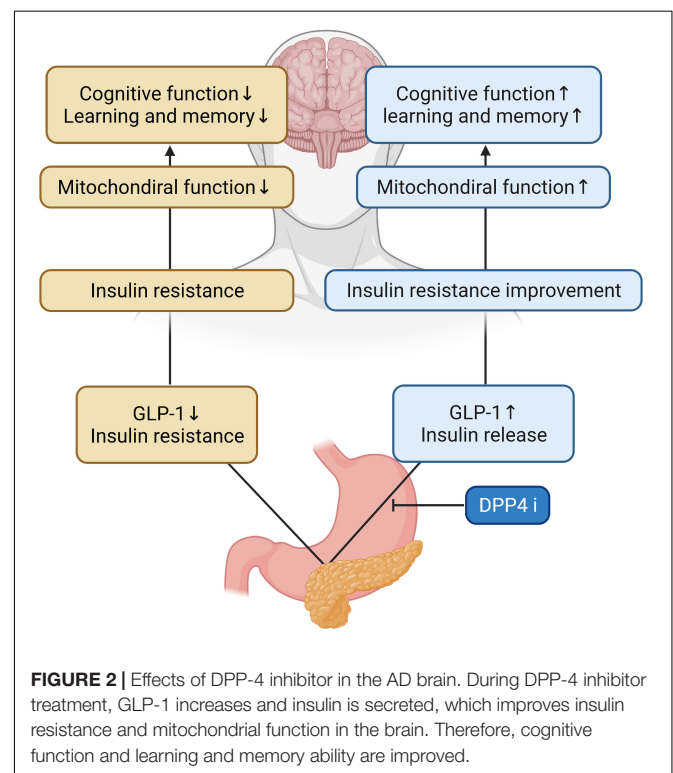 Cognitive function↓
Learning and memory↓
Cognitive function↑
learning and memory↑
Mitochondiral function↓
Mitochondiral function↑
Insulin resistance
Insulin resistance improvement
GLP-1↓
Insulin resistance
GLP-1↑
Insulin release
DPP4 i
FIGURE 2 | Effects of DPP-4 inhibitor in the AD brain. During DPP-4 inhibitor
treatment, GLP-1 increases and insulin is secreted, which improves insulin
resistance and mitochondrial function in the brain. Therefore, cognitive
function and learning and memory ability are improved.